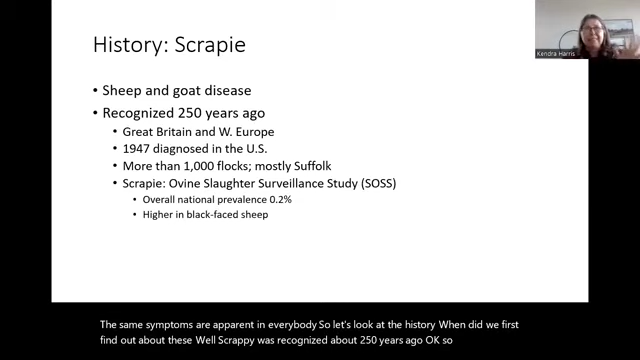 History: Scrapie
• Sheep and goat disease
• Recognized 250 years ago
• Great Britain and W. Europe
• 1947 diagnosed in the U.S.
• More than 1,000 flocks; mostly Suffolk
• Scrapie: Ovine Slaughter Surveillance Study (SOSS)
• Overall national prevalence 0.2%
• Higher in black-faced sheep
Kendra Harris
The same symptoms are apparent in everybody So let's look at the history When did we first
find out about these Well Scrappy was recognized about 250 years ago OK so